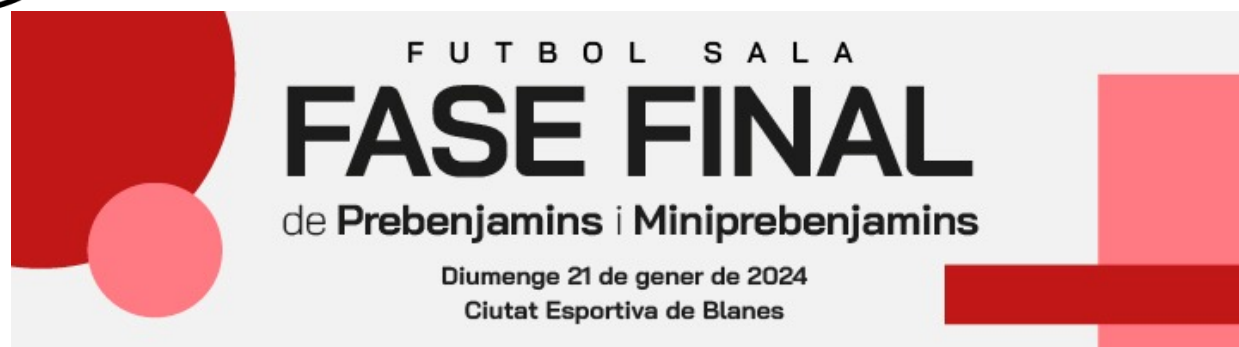 FUTBOL SALA
FASE FINAL
de Prebenjamins i Miniprebenjamins
Diumenge 21 de gener de 2024
Ciutat Esportiva de Blanes